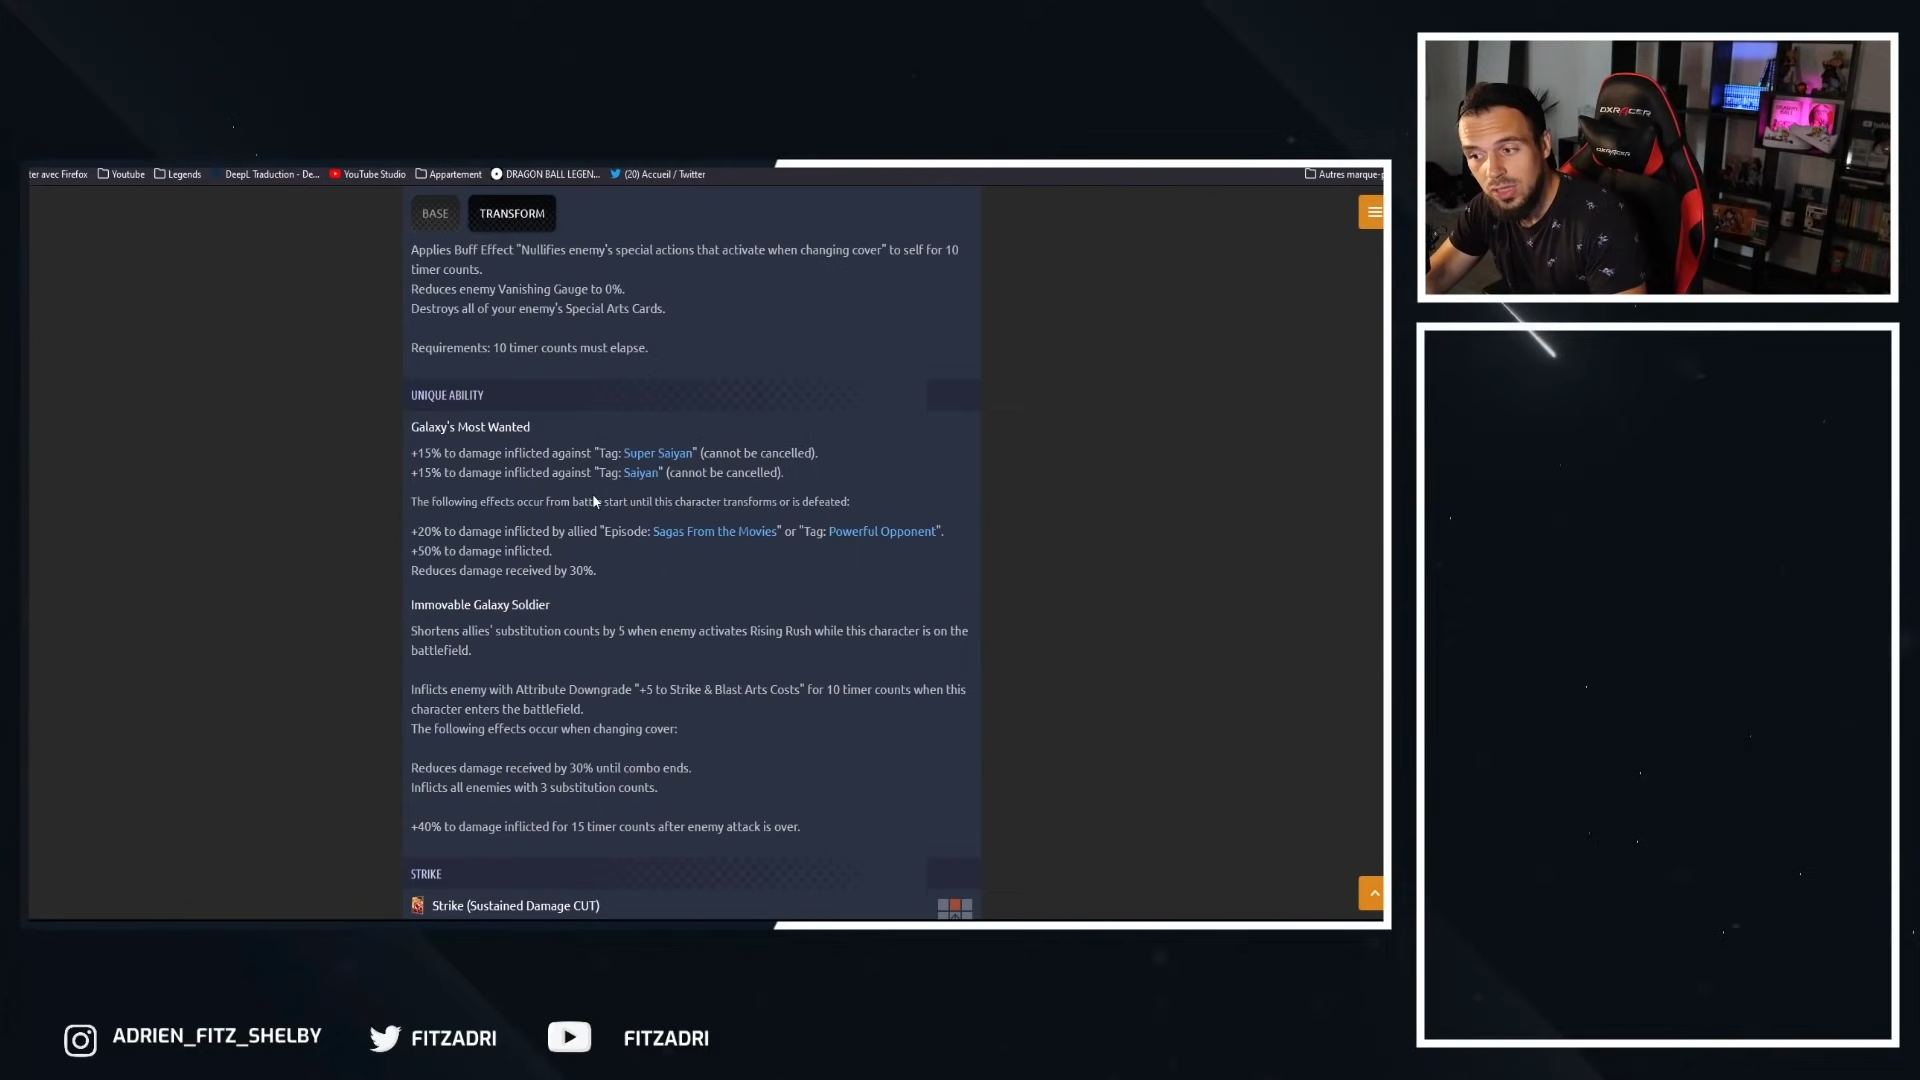 ter avec Firefox Youtube Legends DeepL Traduction - De... YouTube Studio Appartement DRAGON BALL LEGEN... (20) Accueil / Twitter Autres marque-p
BASE TRANSFORM
Applies Buff Effect "Nullifies enemy's special actions that activate when changing cover" to self for 10
timer counts.
Reduces enemy Vanishing Gauge to 0%.
Destroys all of your enemy's Special Arts Cards.
Requirements: 10 timer counts must elapse.
UNIQUE ABILITY
Galaxy's Most Wanted
+15% to damage inflicted against "Tag: Super Saiyan" (cannot be cancelled).
+15% to damage inflicted against "Tag: Saiyan" (cannot be cancelled).
The following effects occur from battle start until this character transforms or is defeated:
+20% to damage inflicted by allied "Episode: Sagas From the Movies" or "Tag: Powerful Opponent".
+50% to damage inflicted.
Reduces damage received by 30%.
Immovable Galaxy Soldier
Shortens allies' substitution counts by 5 when enemy activates Rising Rush while this character is on the
battlefield.
Inflicts enemy with Attribute Downgrade "+5 to Strike & Blast Arts Costs" for 10 timer counts when this
character enters the battlefield.
The following effects occur when changing cover:
Reduces damage received by 30% until combo ends.
Inflicts all enemies with 3 substitution counts.
+40% to damage inflicted for 15 timer counts after enemy attack is over.
STRIKE
Strike (Sustained Damage CUT)
DXRACER
DXRACER
ADRIEN_FITZ_SHELBY FITZADRI FITZADRI